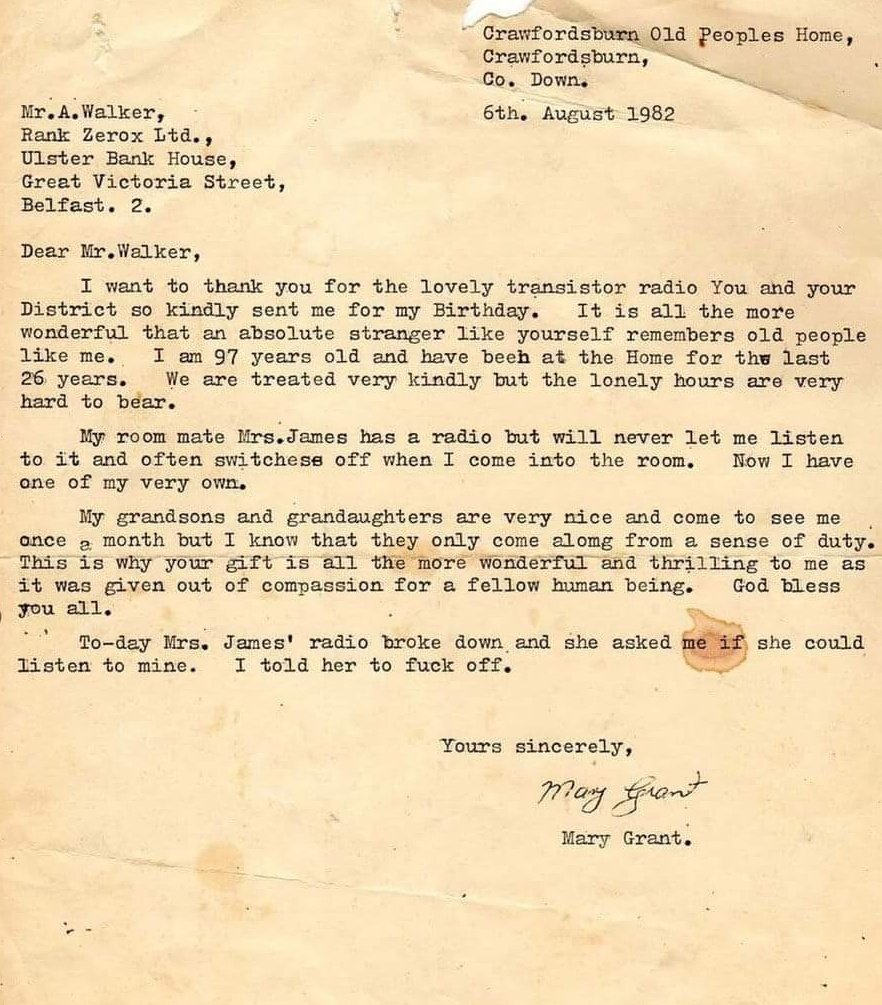 Crawfordsburn Old Peoples Home,
Crawfordsburn,
Co. Down.
6th. August 1982
Mr.A.Walker,
Rank Zerox Ltd.,
Ulster Bank House,
Great Victoria Street,
Belfast. 2.
Dear Mr.Walker,
I want to thank you for the lovely transistor radio You and your
District so kindly sent me for my Birthday. It is all the more
wonderful that an absolute stranger like yourself remembers old people
like me. I am 97 years old and have beeh at the Home for the last
26 years. We are treated very kindly but the lonely hours are very
hard to bear.
My room mate Mrs.James has a radio but will never let me listen
to it and often switches off when I come into the room. Now I have
one of my very own.
My grandsons and grandaughters are very nice and come to see me
once a month but I know that they only come alomg from a sense of duty.
This is why your gift is all the more wonderful and thrilling to me as
it was given out of compassion for a fellow human being. God bless
you all.
To-day Mrs. James' radio broke down and she asked me if she could
listen to mine. I told her to fuck off.
Yours sincerely,
Mary Grant
Mary Grant.